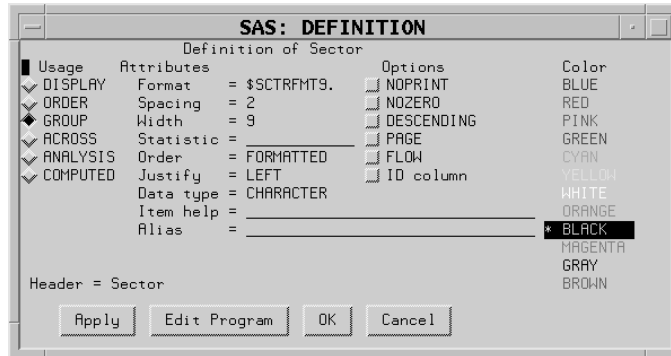 SAS: DEFINITION
Definition of Sector
Usage Attributes Options Color
DISPLAY Format = $SCTRFMT9. NOPRINT BLUE
ORDER Spacing = 2 NOZERO RED
GROUP Width = 9 DESCENDING PINK
ACROSS Statistic = PAGE GREEN
ANALYSIS Order = FORMATTED FLOW CYAN
COMPUTED Justify = LEFT ID column YELLOW
Data type = CHARACTER WHITE
Item help = ORANGE
Alias = * BLACK
MAGENTA
GRAY
Header = Sector BROWN
Apply Edit Program OK Cancel